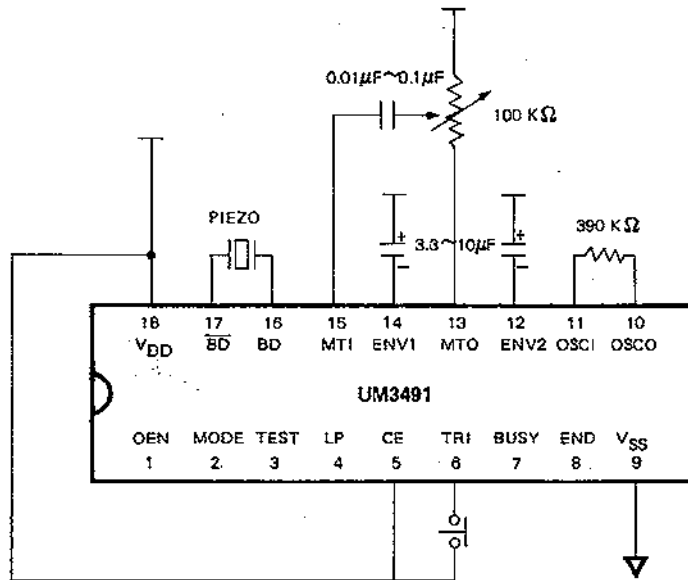 0.01µF~0.1µF
100 KΩ
PIEZO
+
+
3.3~10µF
390 KΩ
−
−
18 17 16 15 14 13 12 11 10
VDD BD BD MTI ENV1 MTO ENV2 OSCI OSCO
UM3491
OEN MODE TEST LP CE TRI BUSY END VSS
1 2 3 4 5 6 7 8 9